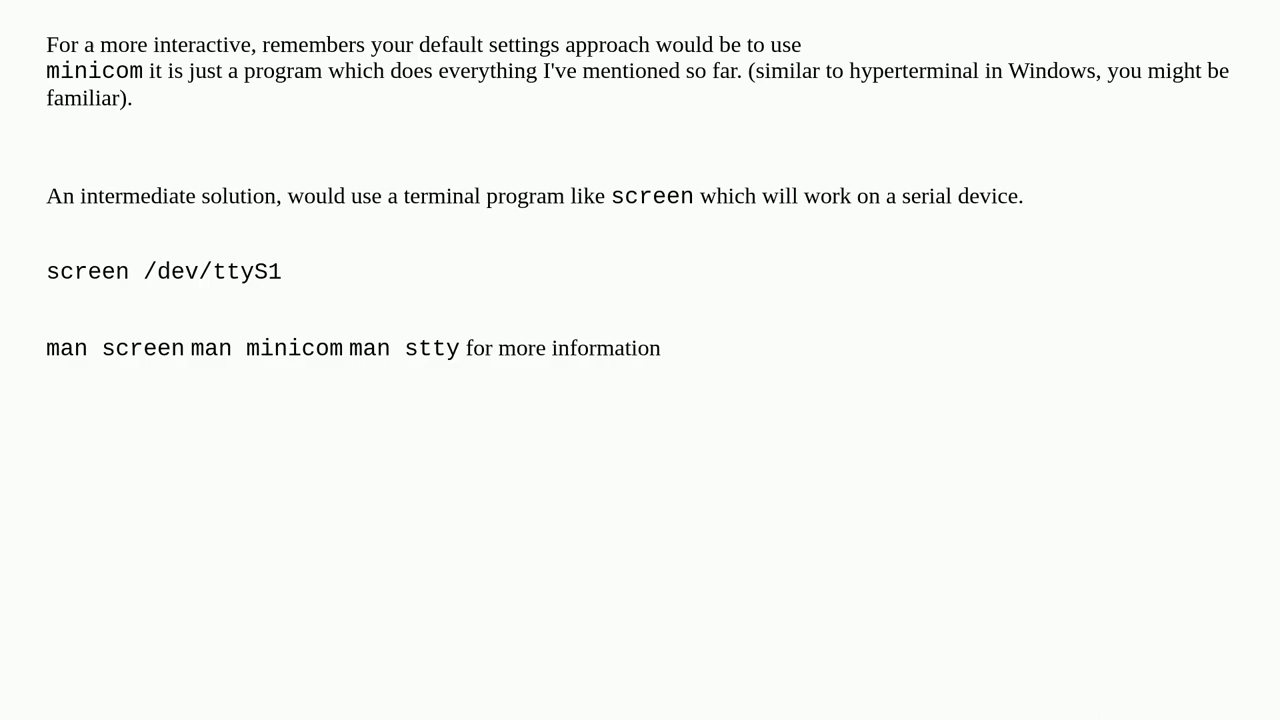 For a more interactive, remembers your default settings approach would be to use
minicom it is just a program which does everything I've mentioned so far. (similar to hyperterminal in Windows, you might be
familiar).
An intermediate solution, would use a terminal program like screen which will work on a serial device.
screen /dev/ttyS1
man screen man minicom man stty for more information